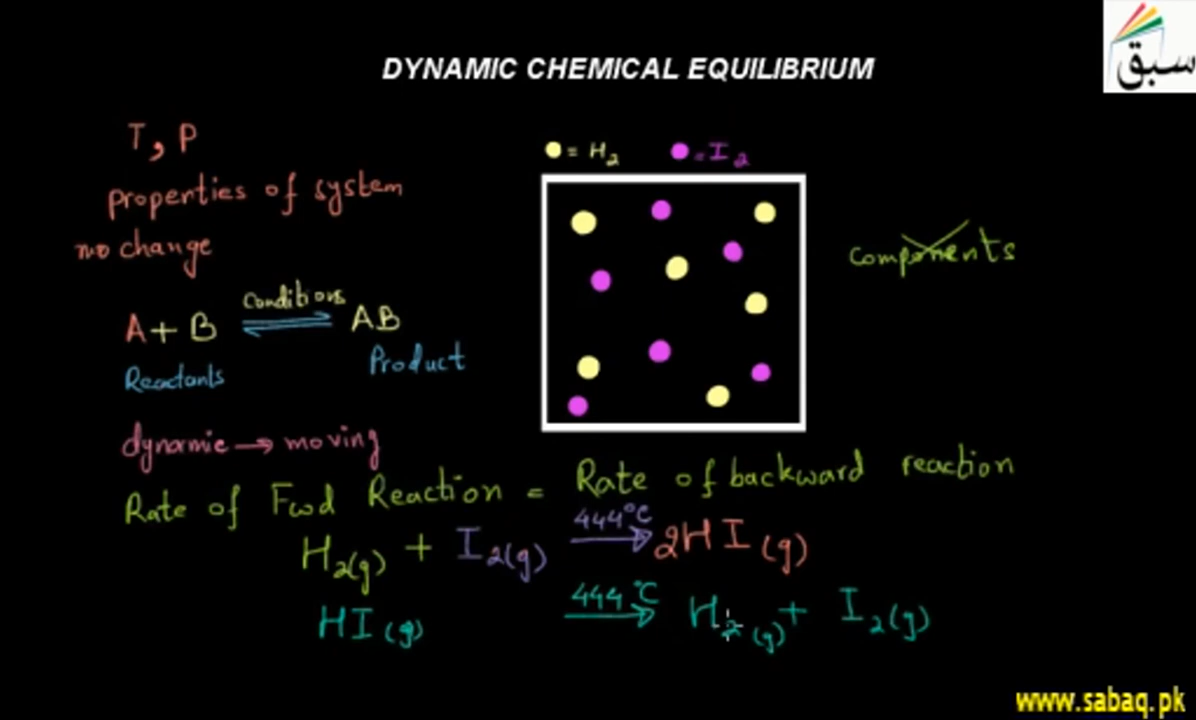 سبق
DYNAMIC CHEMICAL EQUILIBRIUM
T, P
properties of system
no change
A + B ⇌ AB
Conditions
Reactants
Product
= H₂ = I₂
components
dynamic → moving
Rate of Fwd Reaction = Rate of backward reaction
444°C
H₂(g) + I₂(g) → 2HI(g)
444°C
HI(g) → H₂(g) + I₂(g)
www.sabaq.pk